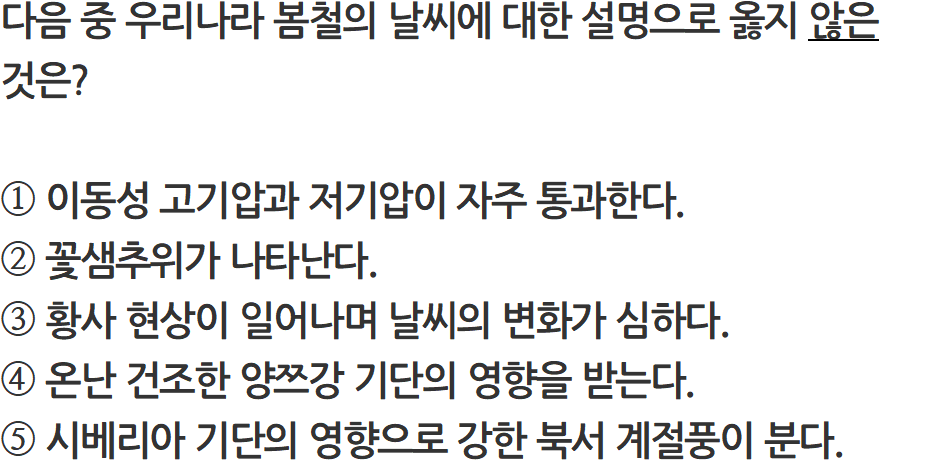 다음 중 우리나라 봄철의 날씨에 대한 설명으로 옳지 않은
것은?
① 이동성 고기압과 저기압이 자주 통과한다.
② 꽃샘추위가 나타난다.
③ 황사 현상이 일어나며 날씨의 변화가 심하다.
④ 온난 건조한 양쯔강 기단의 영향을 받는다.
⑤ 시베리아 기단의 영향으로 강한 북서 계절풍이 분다.